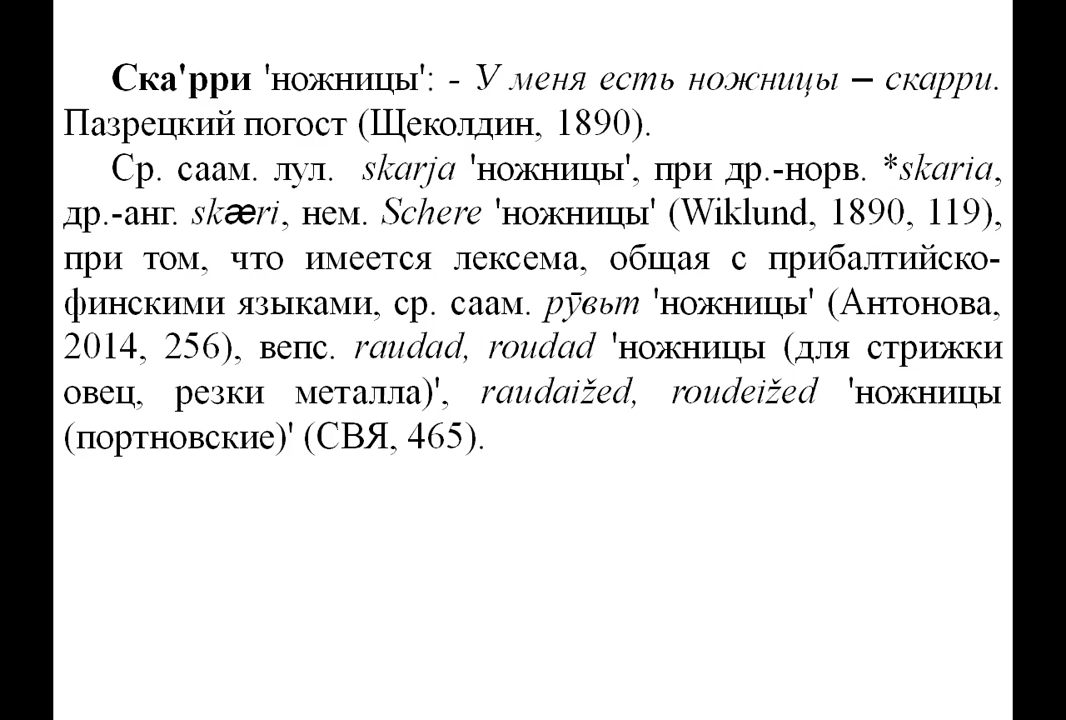 Ска'рри 'ножницы': - У меня есть ножницы – скарри.
Пазрецкий погост (Щеколдин, 1890).
Ср. саам. лул. skarja 'ножницы', при др.-норв. *skaria,
др.-анг. skæri, нем. Schere 'ножницы' (Wiklund, 1890, 119),
при том, что имеется лексема, общая с прибалтийско-
финскими языками, ср. саам. рӯвьт 'ножницы' (Антонова,
2014, 256), вепс. raudad, roudad 'ножницы (для стрижки
овец, резки металла)', raudaižed, roudeižed 'ножницы
(портновские)' (СВЯ, 465).